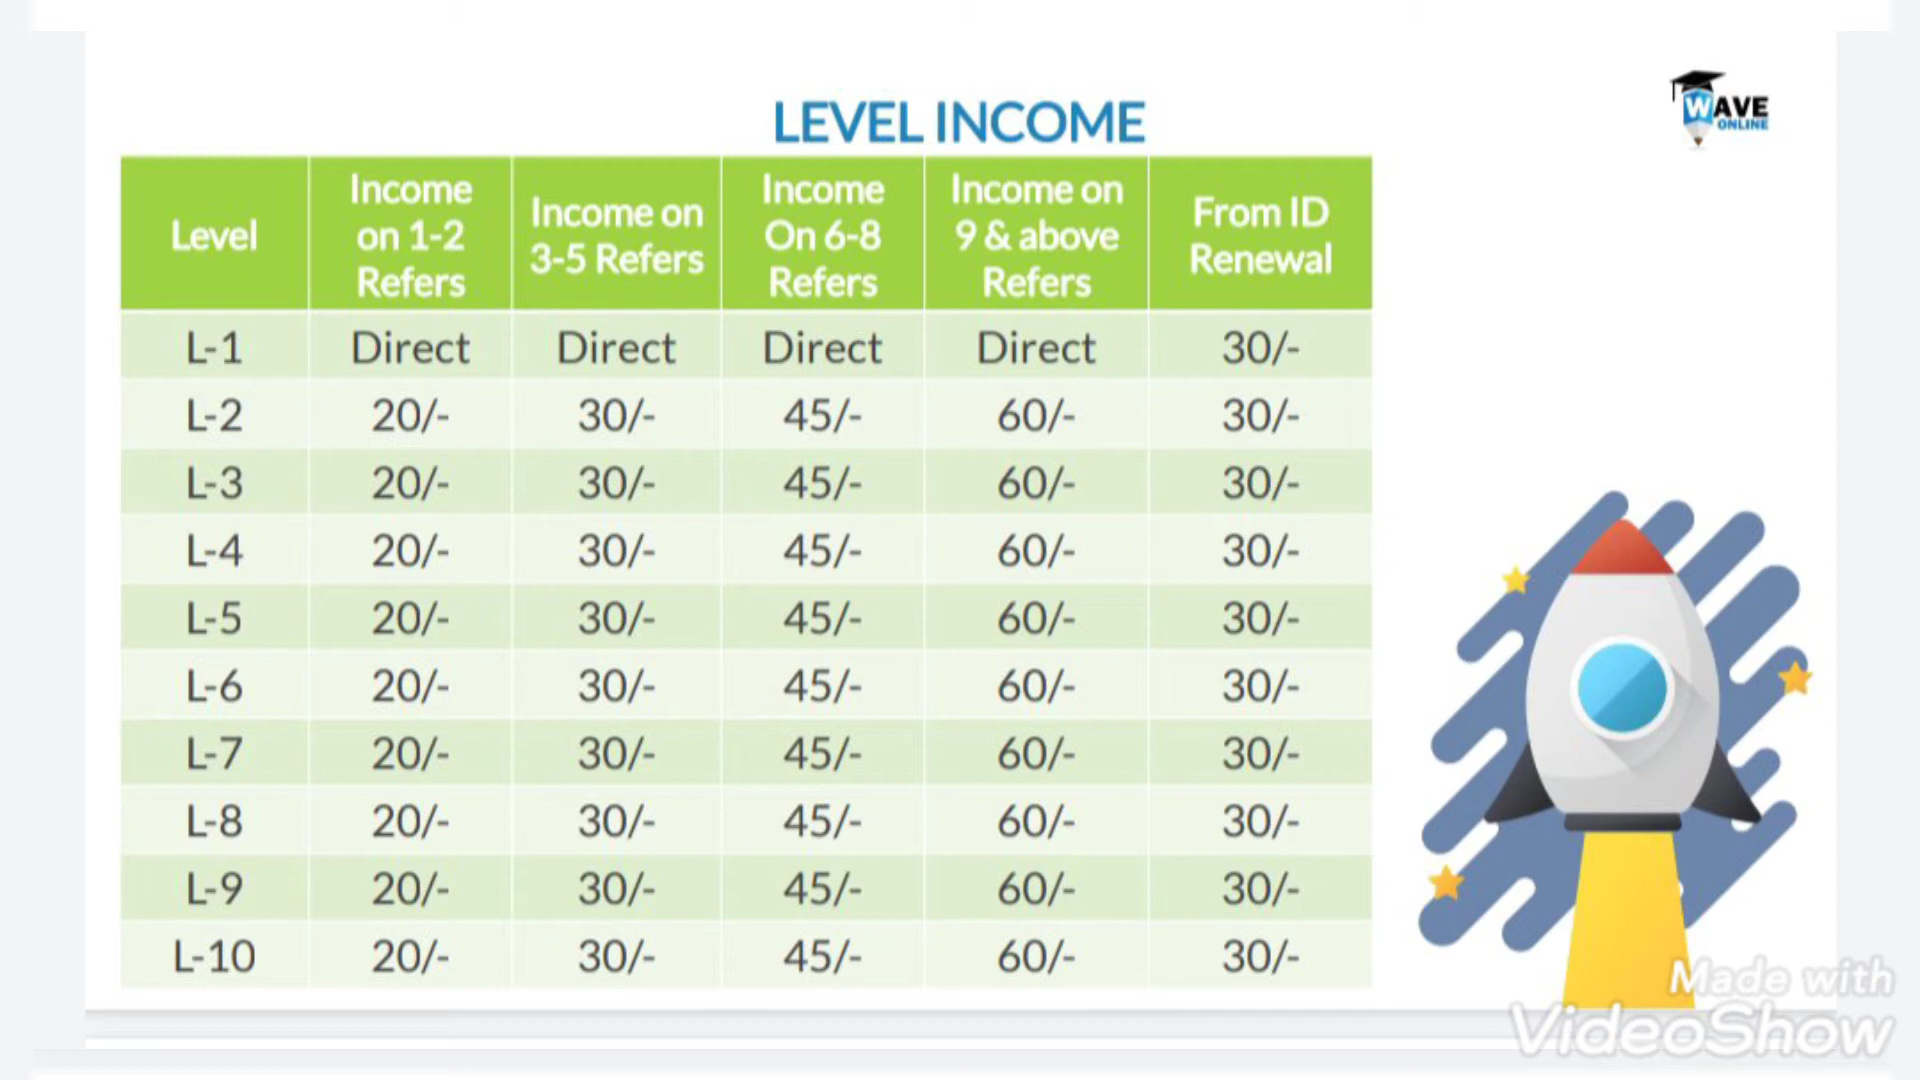 WAVE
ONLINE
LEVEL INCOME
Level | Income on 1-2 Refers | Income on 3-5 Refers | Income On 6-8 Refers | Income on 9 & above Refers | From ID Renewal
L-1 Direct Direct Direct Direct 30/-
L-2 20/- 30/- 45/- 60/- 30/-
L-3 20/- 30/- 45/- 60/- 30/-
L-4 20/- 30/- 45/- 60/- 30/-
L-5 20/- 30/- 45/- 60/- 30/-
L-6 20/- 30/- 45/- 60/- 30/-
L-7 20/- 30/- 45/- 60/- 30/-
L-8 20/- 30/- 45/- 60/- 30/-
L-9 20/- 30/- 45/- 60/- 30/-
L-10 20/- 30/- 45/- 60/- 30/-
Made with
VideoShow